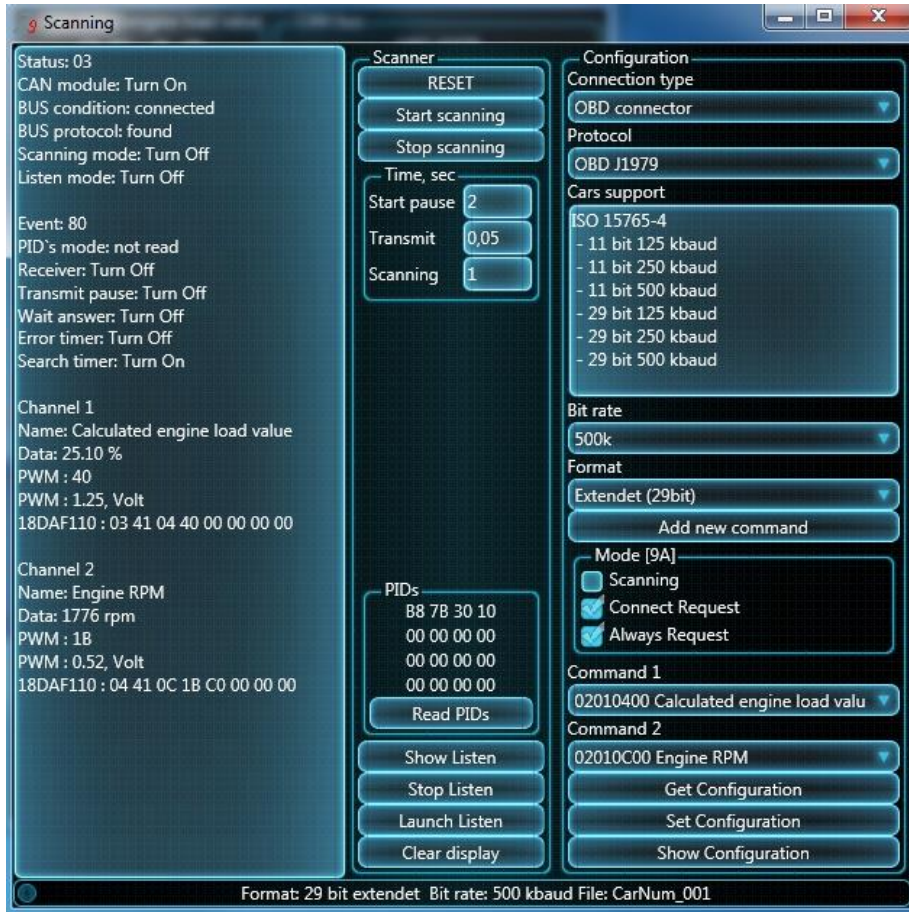 Scanning
Status: 03
CAN module: Turn On
BUS condition: connected
BUS protocol: found
Scanning mode: Turn Off
Listen mode: Turn Off
Event: 80
PID`s mode: not read
Receiver: Turn Off
Transmit pause: Turn Off
Wait answer: Turn Off
Error timer: Turn Off
Search timer: Turn On
Channel 1
Name: Calculated engine load value
Data: 25.10 %
PWM : 40
PWM : 1.25, Volt
18DAF110 : 03 41 04 40 00 00 00 00
Channel 2
Name: Engine RPM
Data: 1776 rpm
PWM : 1B
PWM : 0.52, Volt
18DAF110 : 04 41 0C 1B C0 00 00 00
Scanner
RESET
Start scanning
Stop scanning
Time, sec
Start pause 2
Transmit 0,05
Scanning 1
PIDs
B8 7B 30 10
00 00 00 00
00 00 00 00
00 00 00 00
Read PIDs
Show Listen
Stop Listen
Launch Listen
Clear display
Configuration
Connection type
OBD connector
Protocol
OBD J1979
Cars support
ISO 15765-4
- 11 bit 125 kbaud
- 11 bit 250 kbaud
- 11 bit 500 kbaud
- 29 bit 125 kbaud
- 29 bit 250 kbaud
- 29 bit 500 kbaud
Bit rate
500k
Format
Extendet (29bit)
Add new command
Mode [9A]
Scanning
Connect Request
Always Request
Command 1
02010400 Calculated engine load valu
Command 2
02010C00 Engine RPM
Get Configuration
Set Configuration
Show Configuration
Format: 29 bit extendet Bit rate: 500 kbaud File: CarNum_001